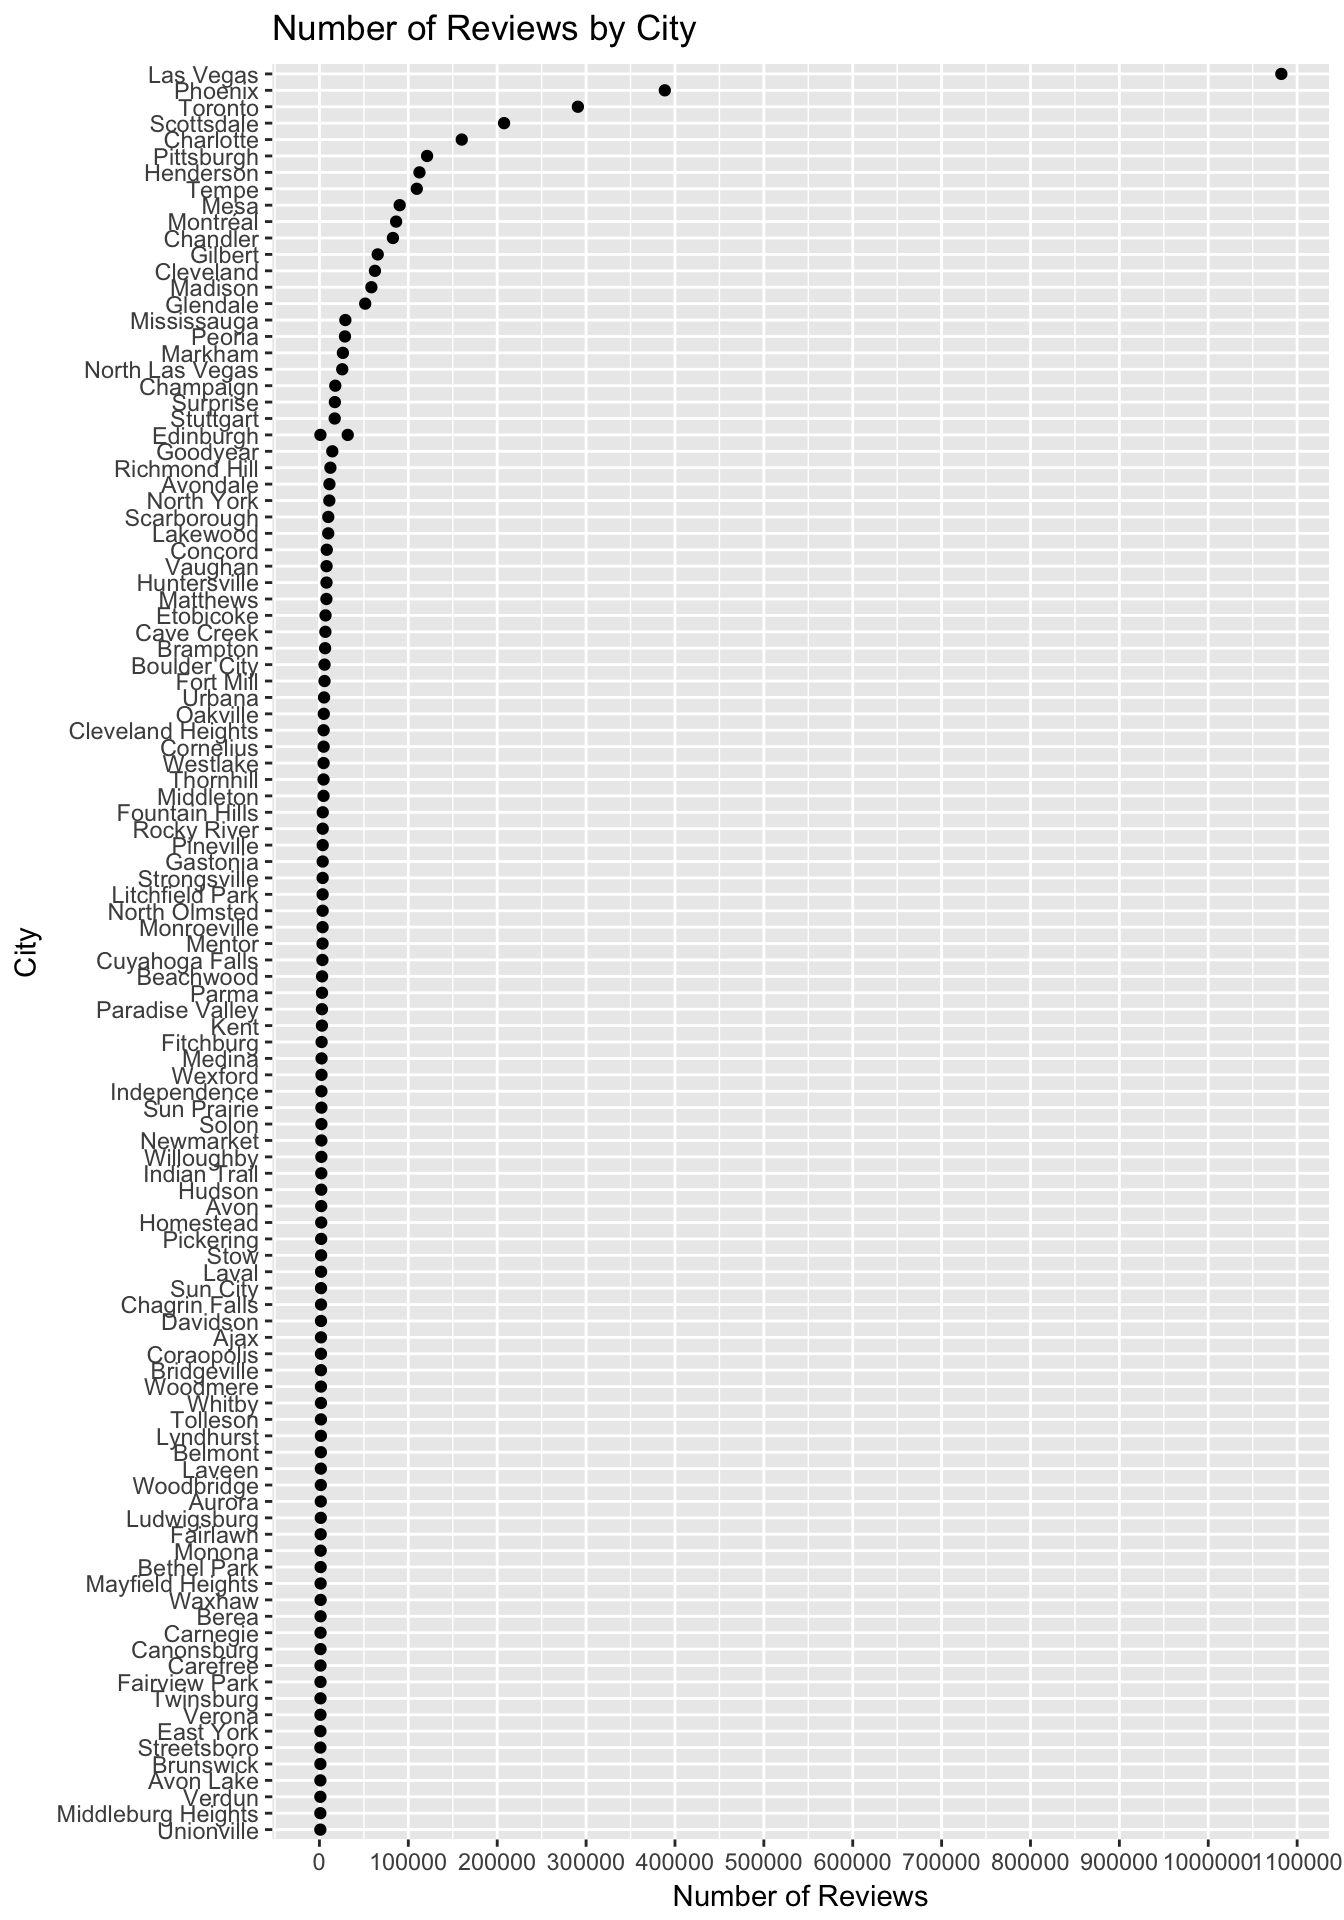 Number of Reviews by City
Las Vegas
Phoenix
Toronto
Scottsdale
Charlotte
Pittsburgh
Henderson
Tempe
Mesa
Montréal
Chandler
Gilbert
Cleveland
Madison
Glendale
Mississauga
Peoria
Markham
North Las Vegas
Champaign
Surprise
Stuttgart
Edinburgh
Goodyear
Richmond Hill
Avondale
North York
Scarborough
Lakewood
Concord
Vaughan
Huntersville
Matthews
Etobicoke
Cave Creek
Brampton
Boulder City
Fort Mill
Urbana
Oakville
Cleveland Heights
Cornelius
Westlake
Thornhill
Middleton
Fountain Hills
Rocky River
Pineville
Gastonia
Strongsville
Litchfield Park
North Olmsted
Monroeville
Mentor
Cuyahoga Falls
Beachwood
Parma
Paradise Valley
Kent
Fitchburg
Medina
Wexford
Independence
Sun Prairie
Solon
Newmarket
Willoughby
Indian Trail
Hudson
Avon
Homestead
Pickering
Stow
Laval
Sun City
Chagrin Falls
Davidson
Ajax
Coraopolis
Bridgeville
Woodmere
Whitby
Tolleson
Lyndhurst
Belmont
Laveen
Woodbridge
Aurora
Ludwigsburg
Fairlawn
Monona
Bethel Park
Mayfield Heights
Waxhaw
Berea
Carnegie
Canonsburg
Carefree
Fairview Park
Twinsburg
Verona
East York
Streetsboro
Brunswick
Avon Lake
Verdun
Middleburg Heights
Unionville
City
0 100000 200000 300000 400000 500000 600000 700000 800000 900000 1000000 1100000
Number of Reviews